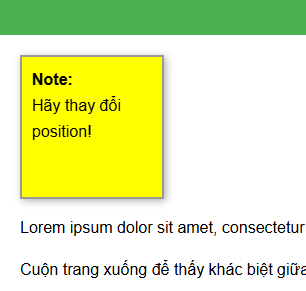 Note:
Hãy thay đổi
position!
Lorem ipsum dolor sit amet, consectetur
Cuộn trang xuống để thấy khác biệt giữa